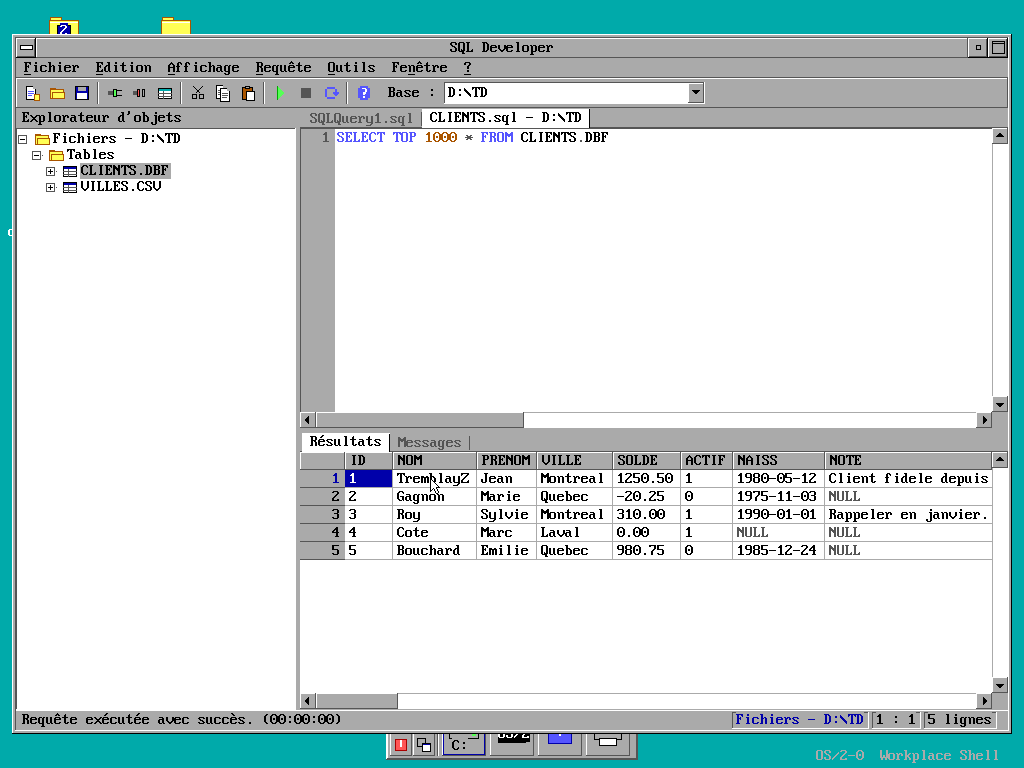 SQL Developer
Fichier Edition Affichage Requête Outils Fenêtre ?
Base : D:\TD
Explorateur d'objets
SQLQuery1.sql CLIENTS.sql - D:\TD
Fichiers - D:\TD
Tables
CLIENTS.DBF
VILLES.CSV
1 SELECT TOP 1000 * FROM CLIENTS.DBF
Résultats Messages
ID NOM PRENOM VILLE SOLDE ACTIF NAISS NOTE
1 1 TremblayZ Jean Montreal 1250.50 1 1980-05-12 Client fidele depuis
2 2 Gagnon Marie Quebec -20.25 0 1975-11-03 NULL
3 3 Roy Sylvie Montreal 310.00 1 1990-01-01 Rappeler en janvier.
4 4 Cote Marc Laval 0.00 1 NULL NULL
5 5 Bouchard Emilie Quebec 980.75 0 1985-12-24 NULL
Requête exécutée avec succès. (00:00:00) Fichiers - D:\TD 1 : 1 5 lignes
C: OS/2
OS/2-0 Workplace Shell